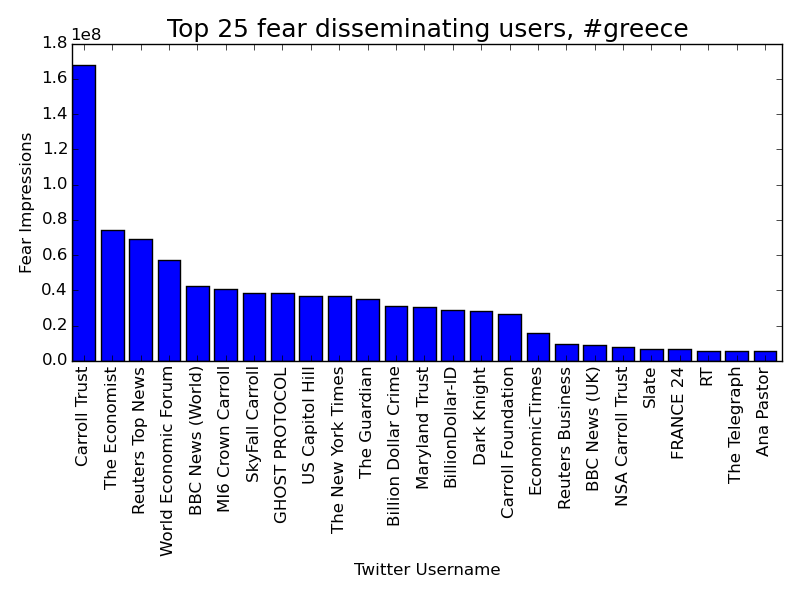 Top 25 fear disseminating users, #greece
1e8
1.8
1.6
1.4
1.2
1.0
0.8
0.6
0.4
0.2
0.0
Fear Impressions
Carroll Trust
The Economist
Reuters Top News
World Economic Forum
BBC News (World)
MI6 Crown Carroll
SkyFall Carroll
GHOST PROTOCOL
US Capitol Hill
The New York Times
The Guardian
Billion Dollar Crime
Maryland Trust
BillionDollar-ID
Dark Knight
Carroll Foundation
EconomicTimes
Reuters Business
BBC News (UK)
NSA Carroll Trust
Slate
FRANCE 24
RT
The Telegraph
Ana Pastor
Twitter Username